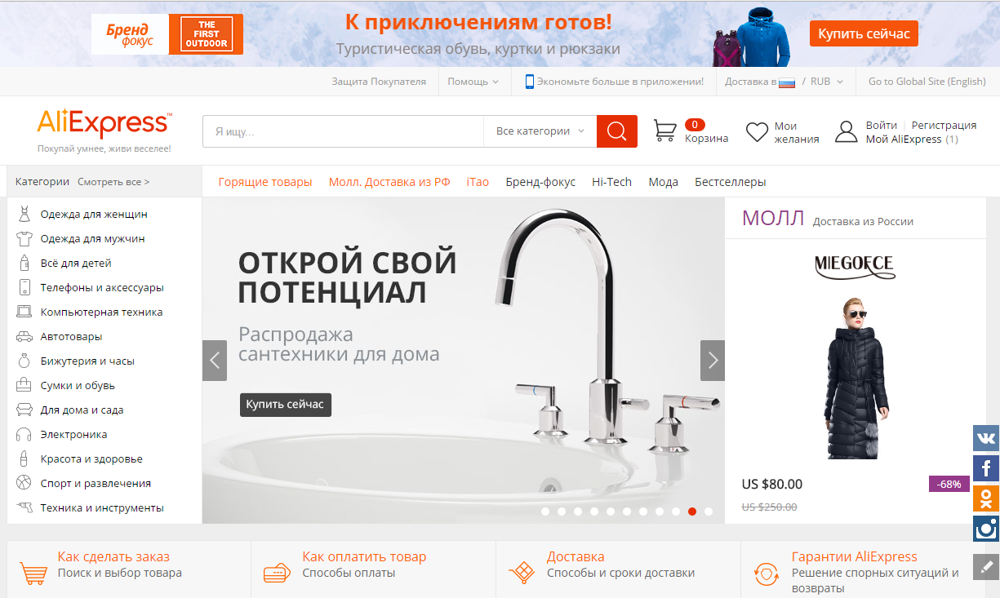 Бренд
фокус
THE
FIRST
OUTDOOR
К приключениям готов!
Туристическая обувь, куртки и рюкзаки
Купить сейчас
Защита Покупателя
Помощь
Экономьте больше в приложении!
Доставка в / RUB
Go to Global Site (English)
AliExpress™
Покупай умнее, живи веселее!
Я ищу...
Все категории
0
Корзина
Мои
желания
Войти | Регистрация
Мой AliExpress (1)
Категории Смотреть все >
Горящие товары
Молл. Доставка из РФ
iTao
Бренд-фокус
Hi-Tech
Мода
Бестселлеры
Одежда для женщин
Одежда для мужчин
Всё для детей
Телефоны и аксессуары
Компьютерная техника
Автотовары
Бижутерия и часы
Сумки и обувь
Для дома и сада
Электроника
Красота и здоровье
Спорт и развлечения
Техника и инструменты
ОТКРОЙ СВОЙ
ПОТЕНЦИАЛ
Распродажа
сантехники для дома
Купить сейчас
МОЛЛ Доставка из России
MIEGOFCE
US $80.00
-68%
US $250.00
Как сделать заказ
Поиск и выбор товара
Как оплатить товар
Способы оплаты
Доставка
Способы и сроки доставки
Гарантии AliExpress
Решение спорных ситуаций и
возвраты